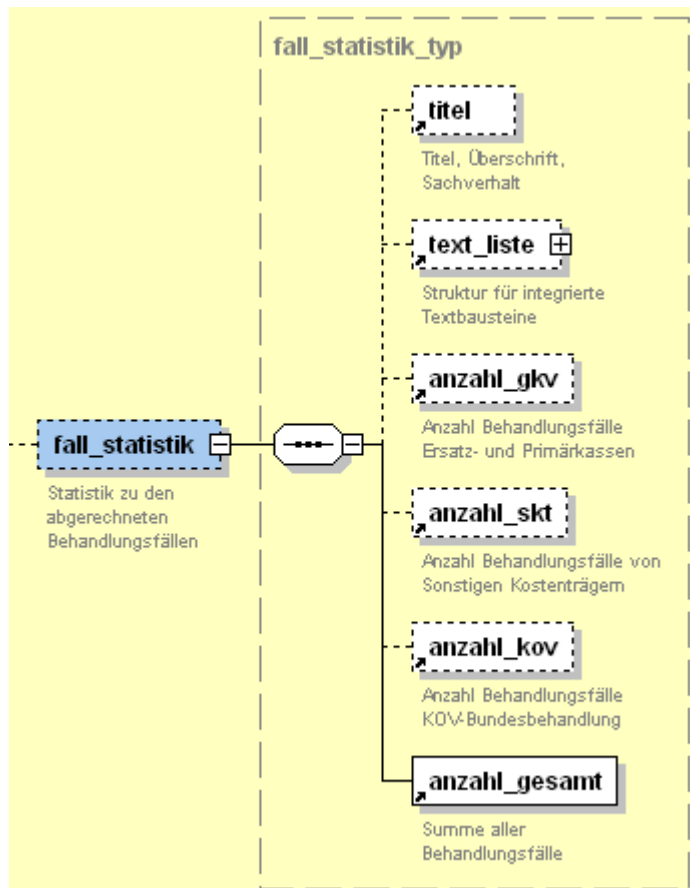 fall_statistik_typ
titel
Titel, Überschrift,
Sachverhalt
text_liste
Struktur für integrierte
Textbausteine
anzahl_gkv
Anzahl Behandlungsfälle
Ersatz- und Primärkassen
fall_statistik
Statistik zu den
abgerechneten
Behandlungsfällen
anzahl_skt
Anzahl Behandlungsfälle von
Sonstigen Kostenträgern
anzahl_kov
Anzahl Behandlungsfälle
KOV-Bundesbehandlung
anzahl_gesamt
Summe aller
Behandlungsfälle